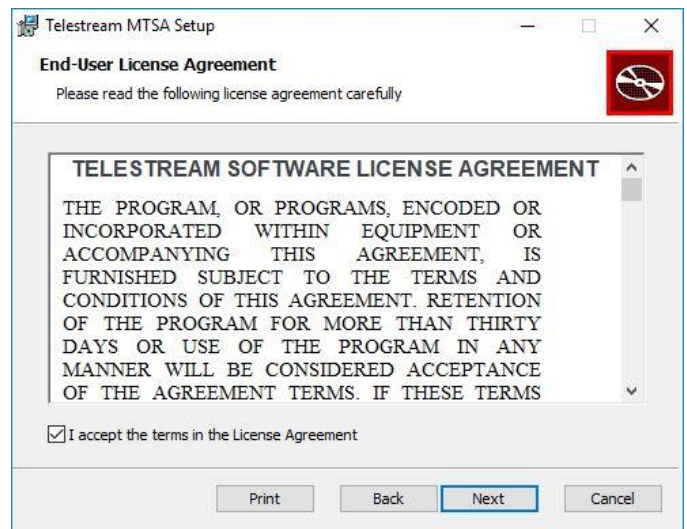 Telestream MTSA Setup
End-User License Agreement
Please read the following license agreement carefully
TELESTREAM SOFTWARE LICENSE AGREEMENT
THE PROGRAM, OR PROGRAMS, ENCODED OR
INCORPORATED WITHIN EQUIPMENT OR
ACCOMPANYING THIS AGREEMENT, IS
FURNISHED SUBJECT TO THE TERMS AND
CONDITIONS OF THIS AGREEMENT. RETENTION
OF THE PROGRAM FOR MORE THAN THIRTY
DAYS OR USE OF THE PROGRAM IN ANY
MANNER WILL BE CONSIDERED ACCEPTANCE
OF THE AGREEMENT TERMS. IF THESE TERMS
I accept the terms in the License Agreement
Print Back Next Cancel